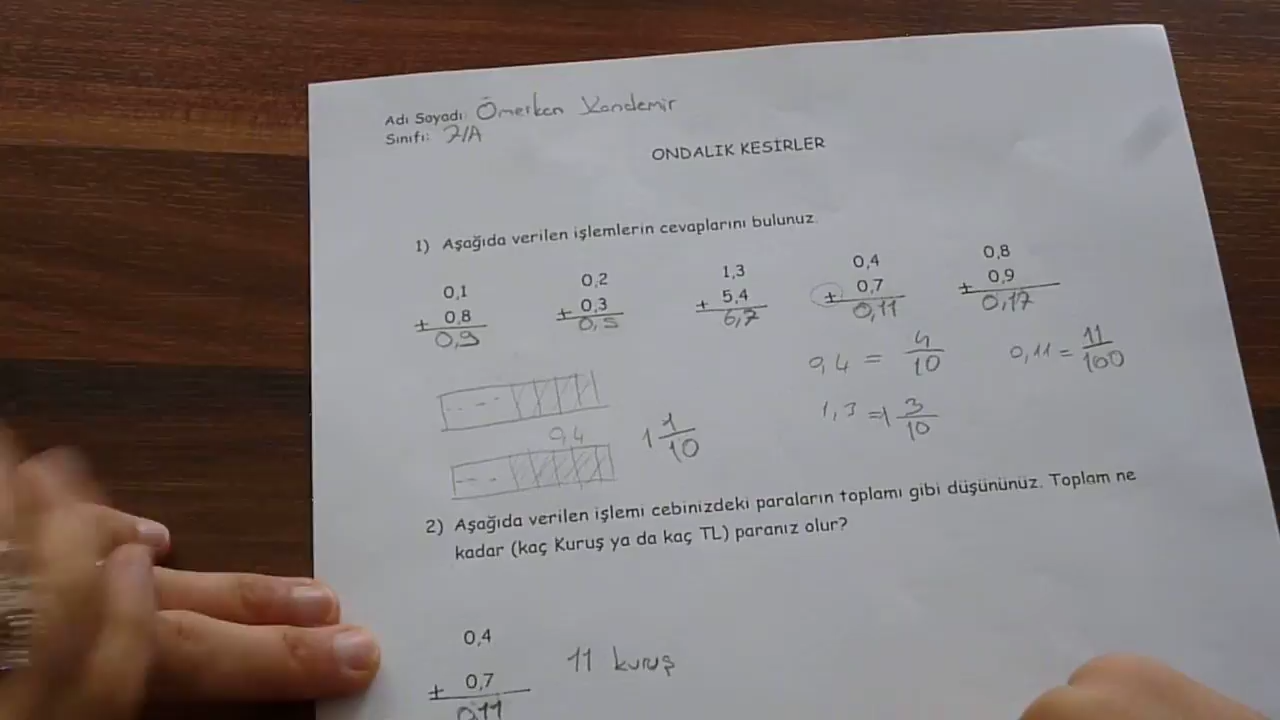 Adı Soyadı: Ömerkan Kandemir
Sınıfı: 7/A
ONDALIK KESİRLER
1) Aşağıda verilen işlemlerin cevaplarını bulunuz.
0,1 0,2 1,3 0,4 0,8
+ 0,8 + 0,3 + 5,4 + 0,7 + 0,9
0,9 0,5 6,7 0,11 0,17
0,4 = 4/10 0,11 = 11/100
1,3 = 1 3/10
0,4 1 1/10
2) Aşağıda verilen işlemi cebinizdeki paraların toplamı gibi düşününüz. Toplam ne
kadar (kaç Kuruş ya da kaç TL) paranız olur?
0,4
+ 0,7 11 kuruş
0,11